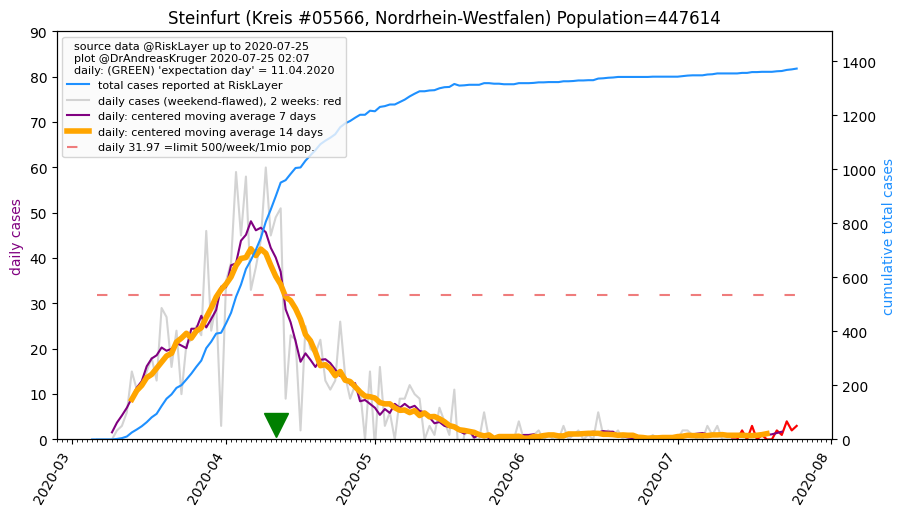 Steinfurt (Kreis #05566, Nordrhein-Westfalen) Population=447614
source data @RiskLayer up to 2020-07-25
plot @DrAndreasKruger 2020-07-25 02:07
daily: (GREEN) 'expectation day' = 11.04.2020
total cases reported at RiskLayer
daily cases (weekend-flawed), 2 weeks: red
daily: centered moving average 7 days
daily: centered moving average 14 days
daily 31.97 =limit 500/week/1mio pop.
daily cases
90
80
70
60
50
40
30
20
10
0
cumulative total cases
1400
1200
1000
800
600
400
200
0
2020-03
2020-04
2020-05
2020-06
2020-07
2020-08